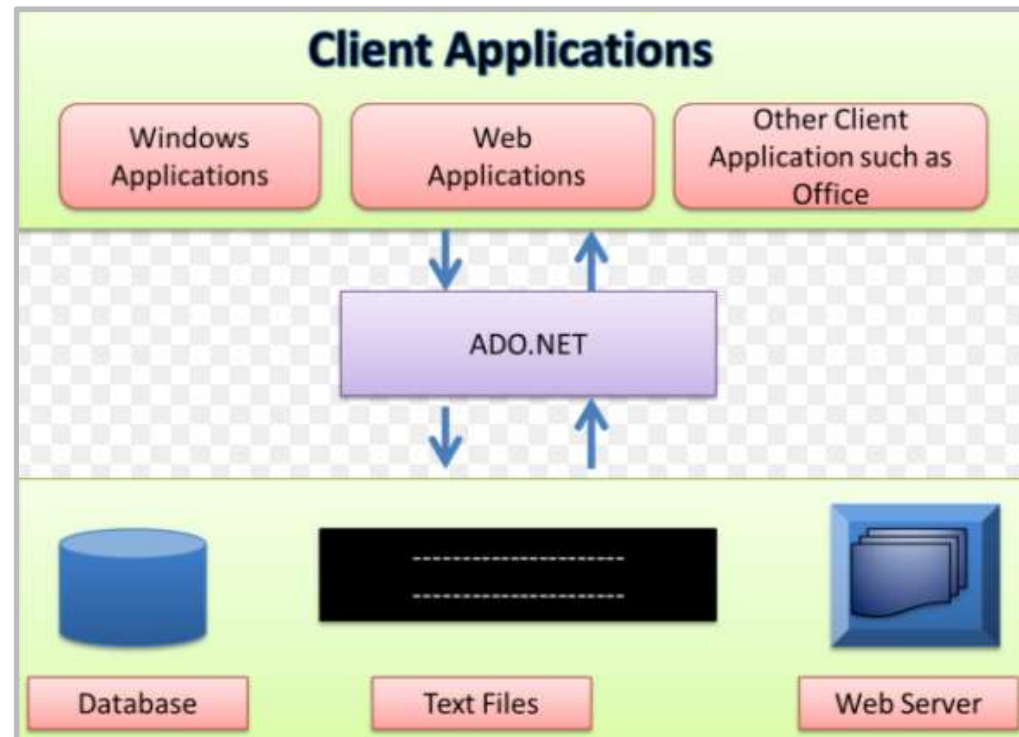 Client Applications
Windows
Applications
Web
Applications
Other Client
Application such as
Office
ADO.NET
----------------------
----------------------
Database
Text Files
Web Server